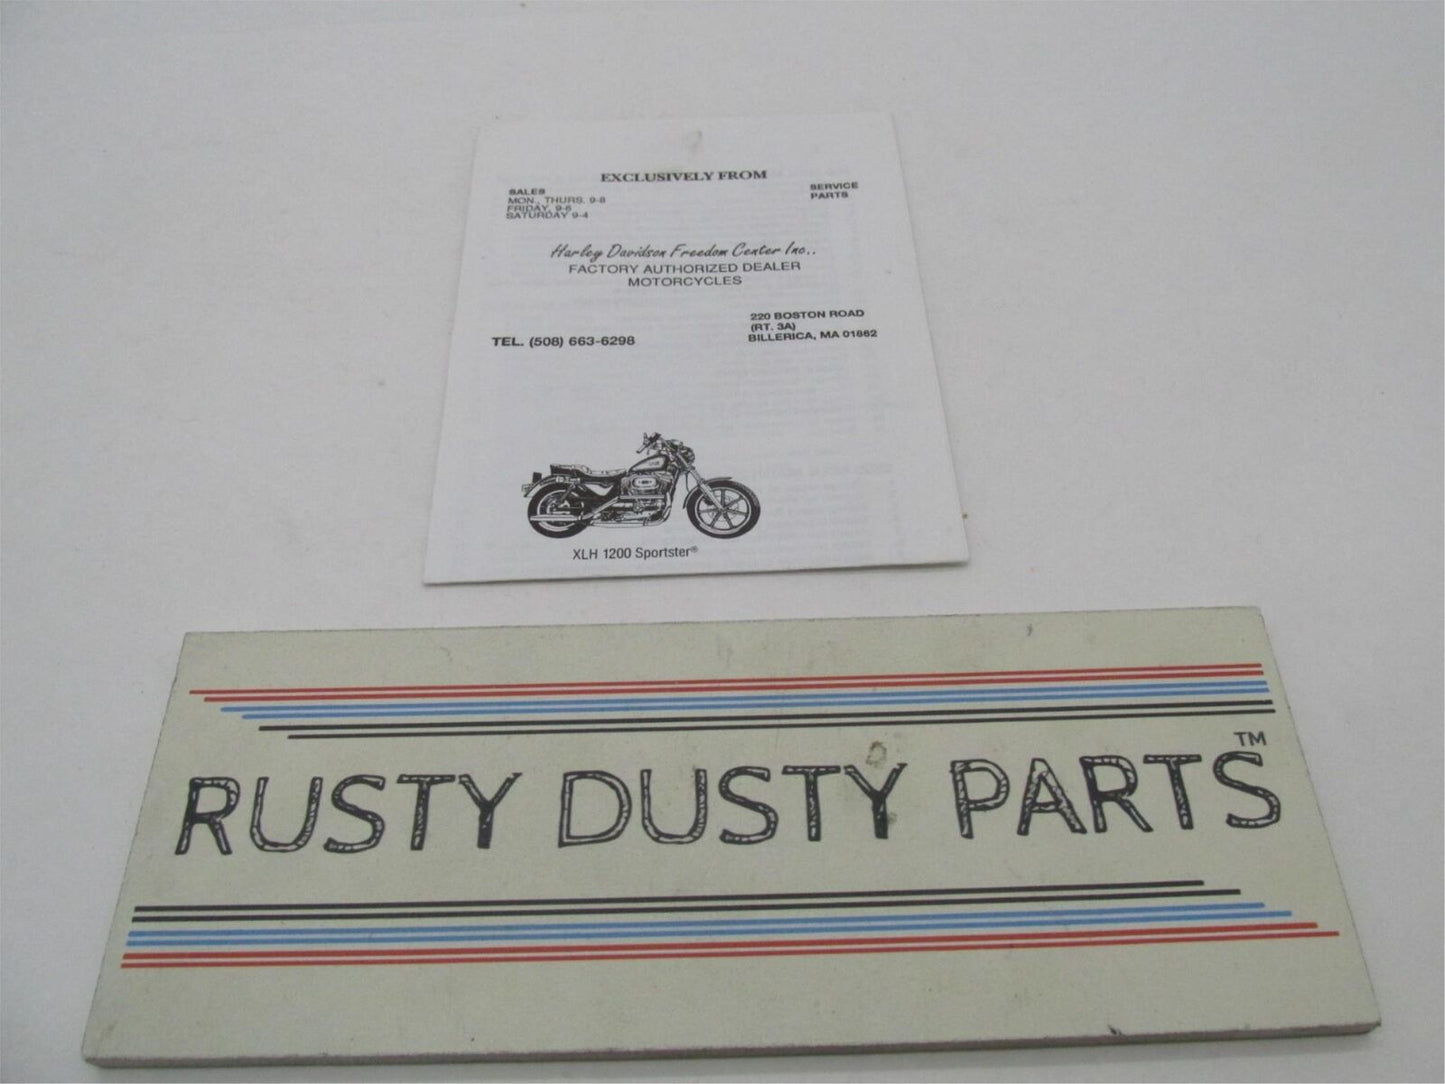 EXCLUSIVELY FROM
SALES
MON., THURS. 9-8
FRIDAY, 9-6
SATURDAY 9-4
SERVICE
PARTS
Harley Davidson Freedom Center Inc..
FACTORY AUTHORIZED DEALER
MOTORCYCLES
TEL. (508) 663-6298
220 BOSTON ROAD
(RT. 3A)
BILLERICA, MA 01862
XLH 1200 Sportster®
RUSTY DUSTY PARTS™